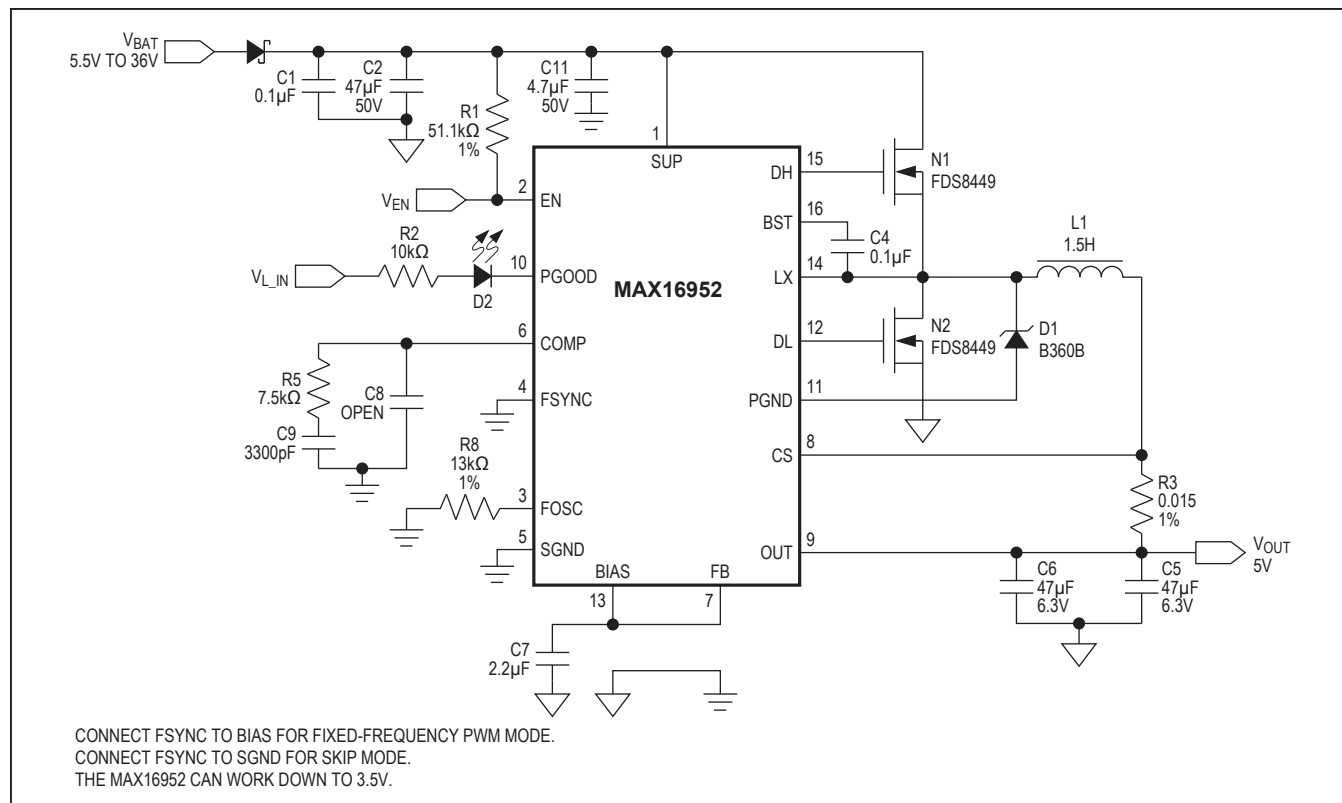 VBAT
5.5V TO 36V
C1
0.1µF
C2
47µF
50V
R1
51.1kΩ
1%
C11
4.7µF
50V
1
SUP
VEN
2
EN
R2
10kΩ
VL_IN
D2
10
PGOOD
MAX16952
6
COMP
R5
7.5kΩ
C8
OPEN
C9
3300pF
4
FSYNC
R8
13kΩ
1%
3
FOSC
5
SGND
BIAS
13
FB
7
C7
2.2µF
DH
15
N1
FDS8449
BST
16
C4
0.1µF
LX
14
L1
1.5H
DL
12
N2
FDS8449
D1
B360B
PGND
11
CS
8
R3
0.015
1%
OUT
9
VOUT
5V
C6
47µF
6.3V
C5
47µF
6.3V
CONNECT FSYNC TO BIAS FOR FIXED-FREQUENCY PWM MODE.
CONNECT FSYNC TO SGND FOR SKIP MODE.
THE MAX16952 CAN WORK DOWN TO 3.5V.